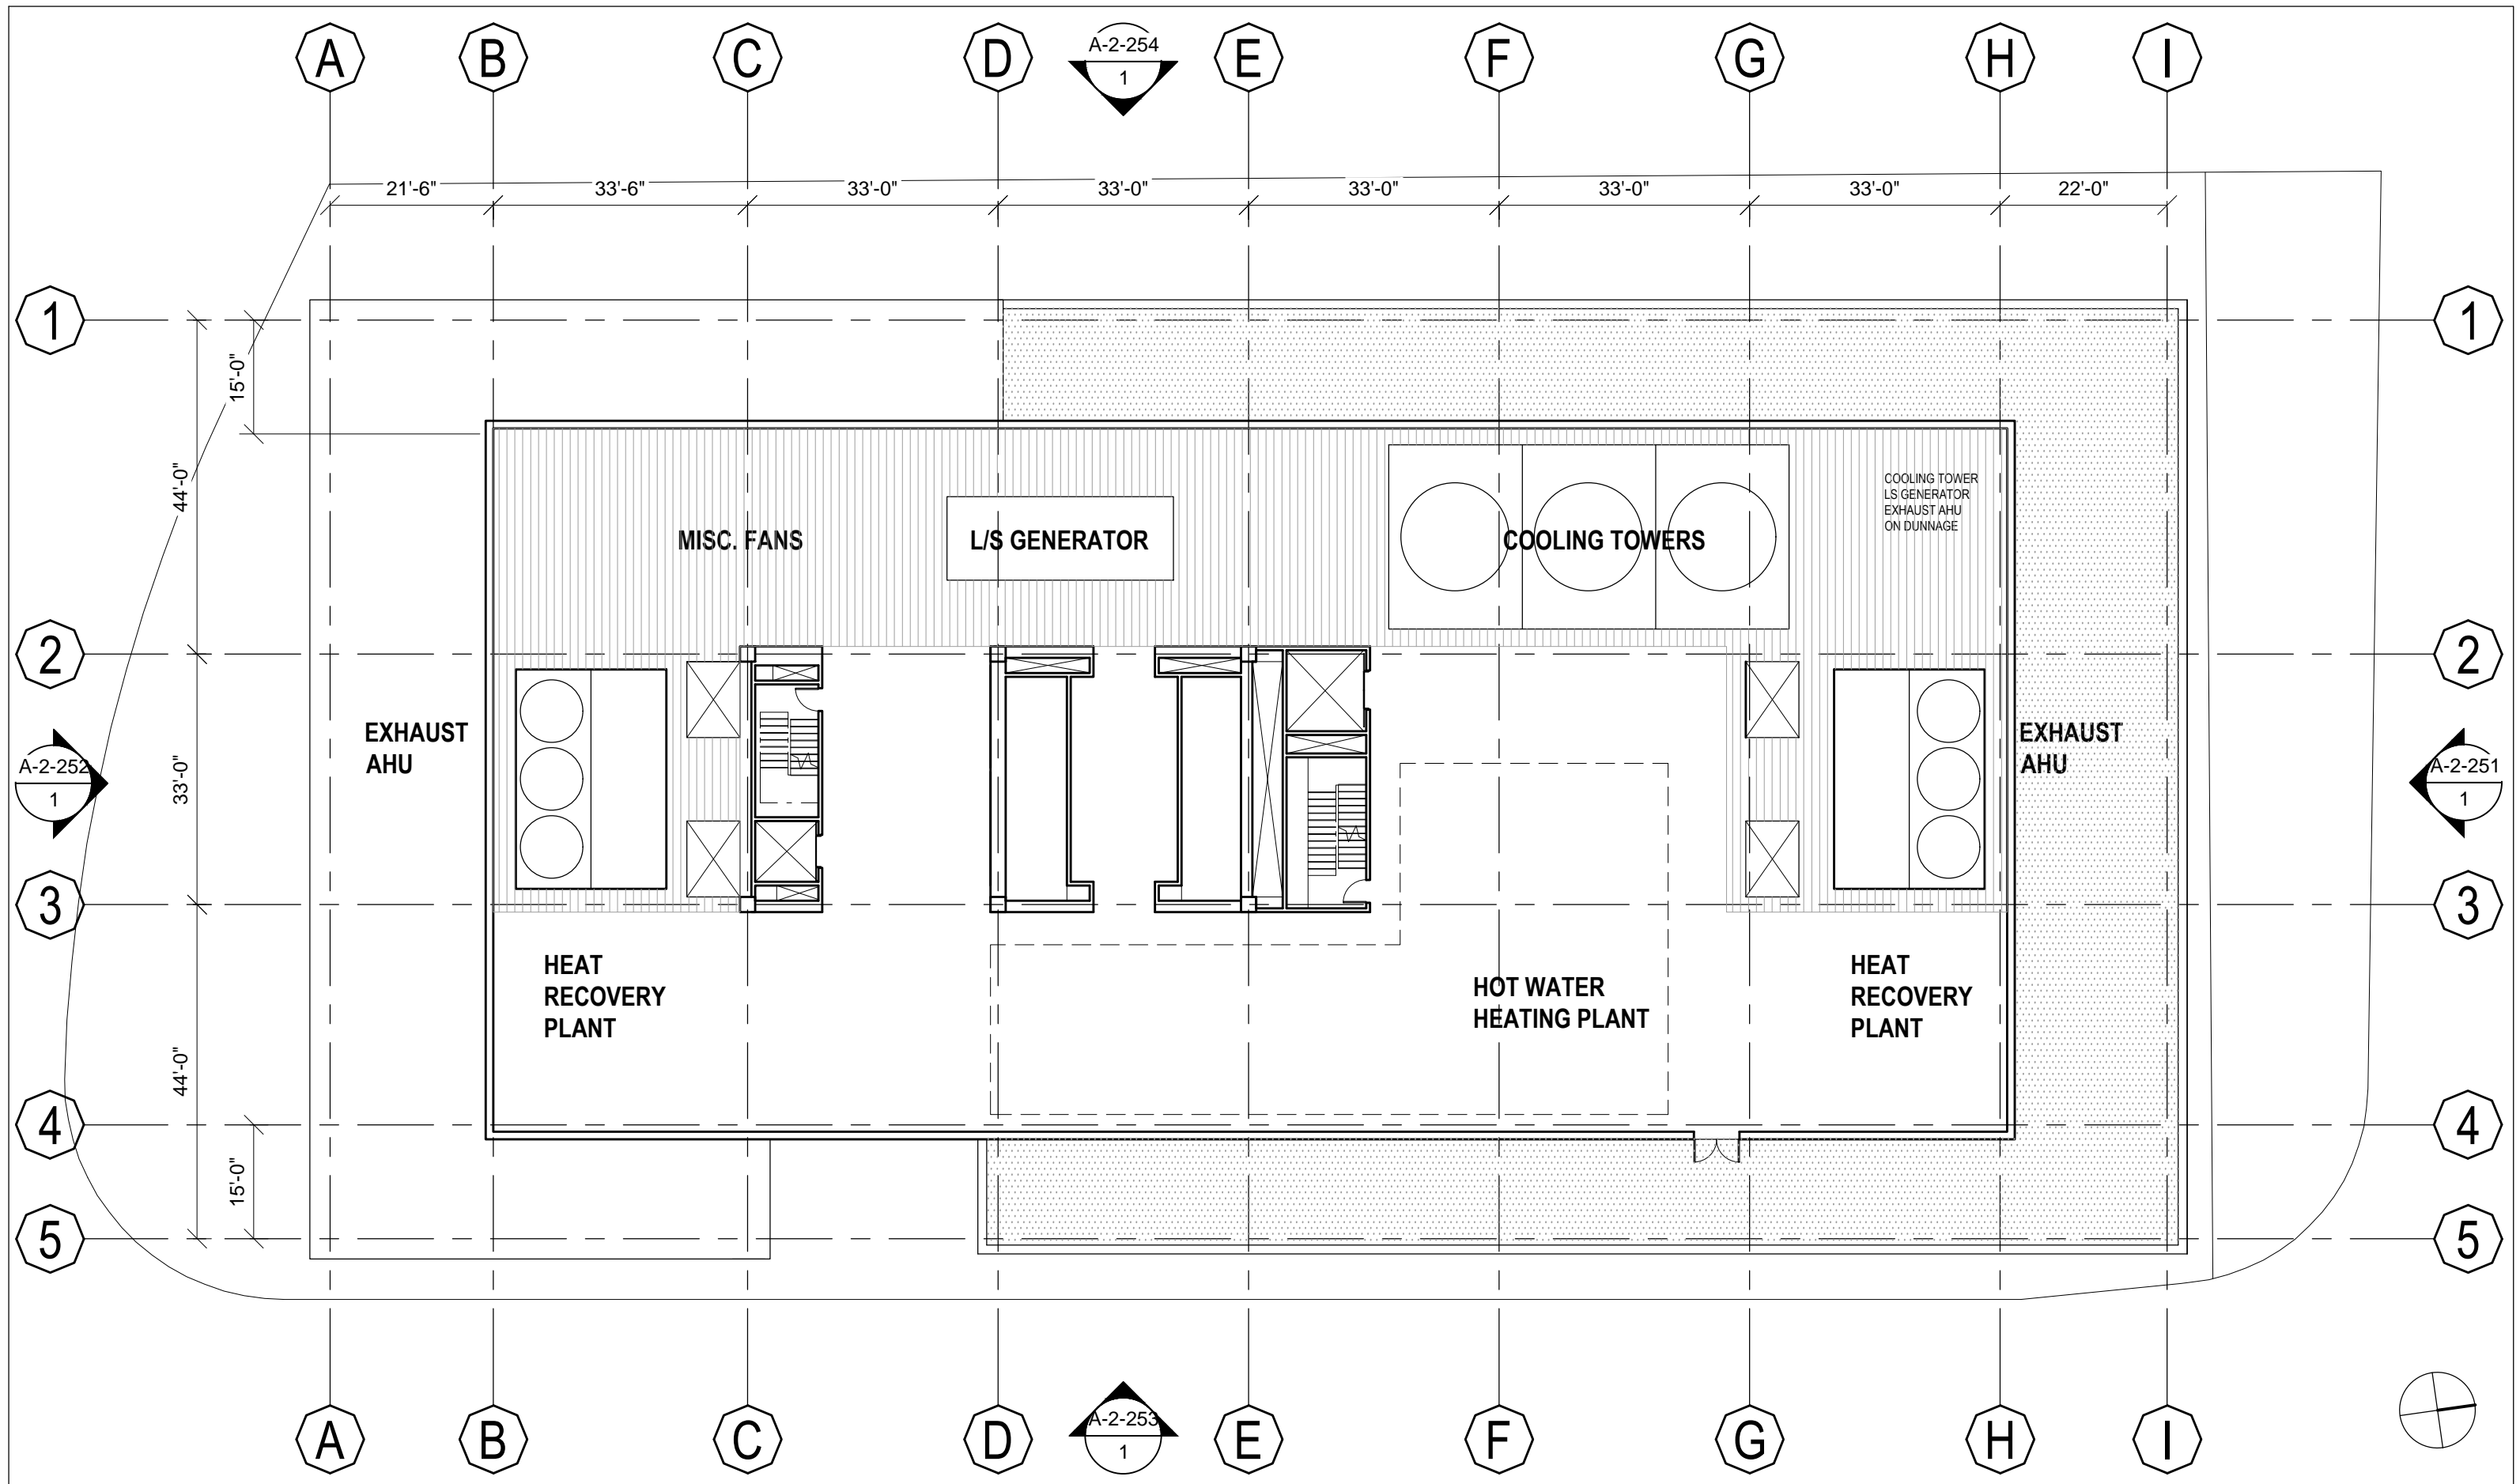 A
B
C
D
E
F
G
H
I
A-2-254
1
21'-6"
33'-6"
33'-0"
33'-0"
33'-0"
33'-0"
33'-0"
22'-0"
1
1
15'-0"
44'-0"
MISC. FANS
L/S GENERATOR
COOLING TOWERS
COOLING TOWER
LS GENERATOR
EXHAUST AHU
ON DUNNAGE
2
2
EXHAUST
AHU
EXHAUST
AHU
A-2-252
1
33'-0"
A-2-251
1
3
3
HEAT
RECOVERY
PLANT
HOT WATER
HEATING PLANT
HEAT
RECOVERY
PLANT
44'-0"
4
4
15'-0"
5
5
A-2-253
1
A
B
C
D
E
F
G
H
I